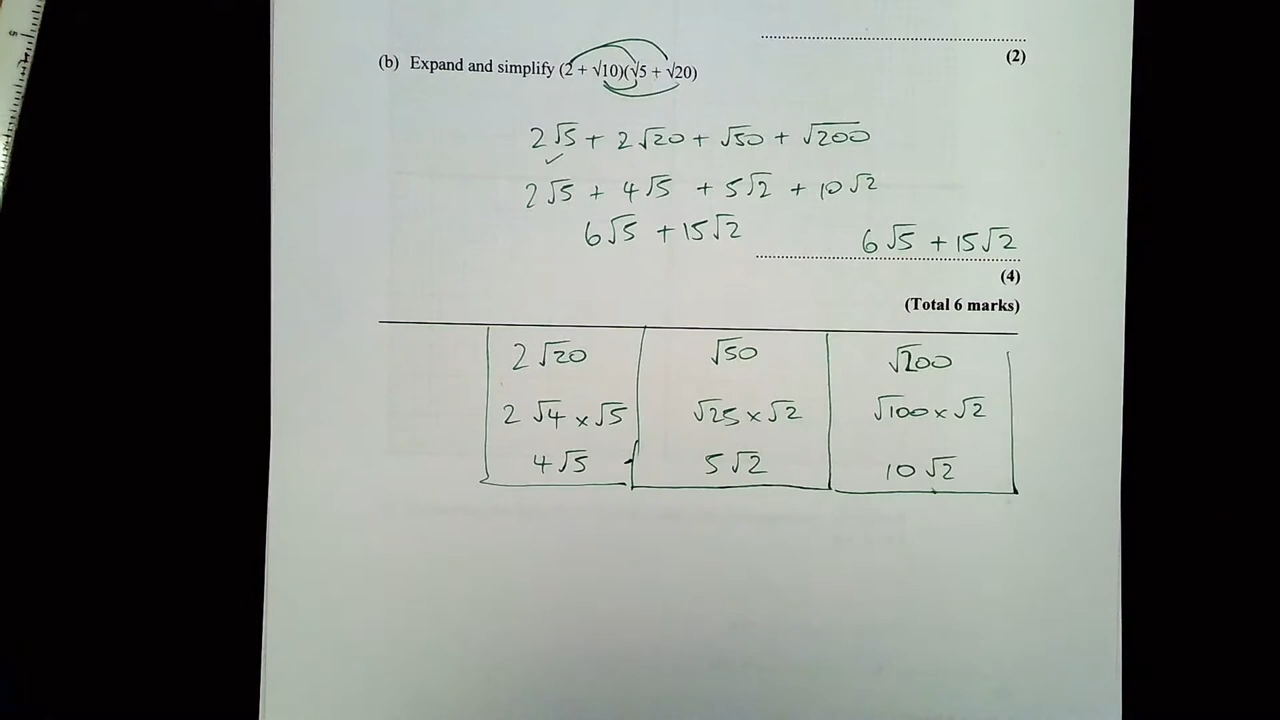 5
(2)
(b) Expand and simplify (2 + √10)(√5 + √20)
2√5 + 2√20 + √50 + √200
2√5 + 4√5 + 5√2 + 10√2
6√5 + 15√2
6√5 + 15√2
(4)
(Total 6 marks)
2√20 √50 √200
2√4 × √5 √25 × √2 √100 × √2
4√5 5√2 10√2